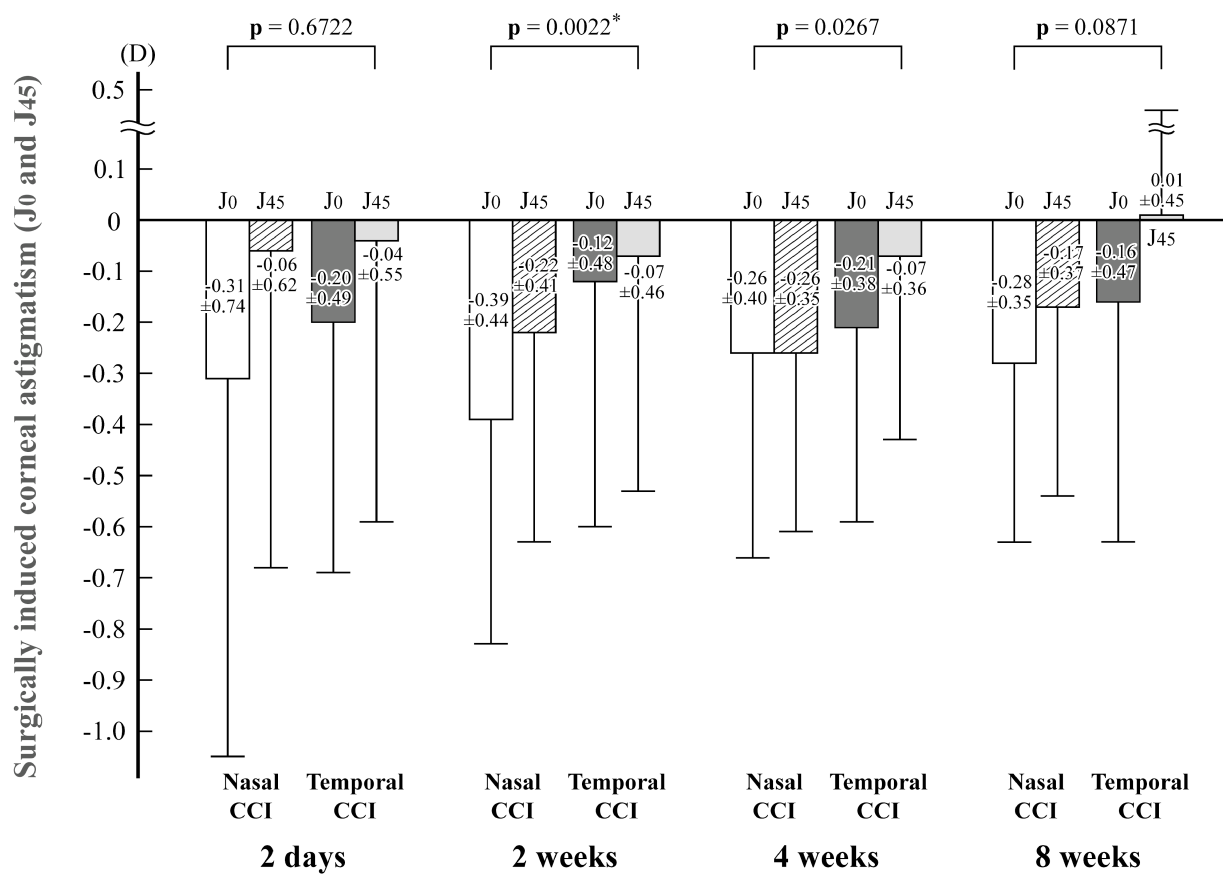 p = 0.6722
p = 0.0022*
p = 0.0267
p = 0.0871
(D)
Surgically induced corneal astigmatism (J0 and J45)
0.5
0.1
0
-0.1
-0.2
-0.3
-0.4
-0.5
-0.6
-0.7
-0.8
-0.9
-1.0
J0 J45 J0 J45
-0.31
±0.74
-0.06
±0.62
-0.20
±0.49
-0.04
±0.55
J0 J45 J0 J45
-0.39
±0.44
-0.22
±0.41
-0.12
±0.48
-0.07
±0.46
J0 J45 J0 J45
-0.26
±0.40
-0.26
±0.35
-0.21
±0.38
-0.07
±0.36
J0 J45 J0
-0.28
±0.35
-0.17
±0.37
-0.16
±0.47
0.01
±0.45
J45
Nasal
CCI
Temporal
CCI
Nasal
CCI
Temporal
CCI
Nasal
CCI
Temporal
CCI
Nasal
CCI
Temporal
CCI
2 days
2 weeks
4 weeks
8 weeks